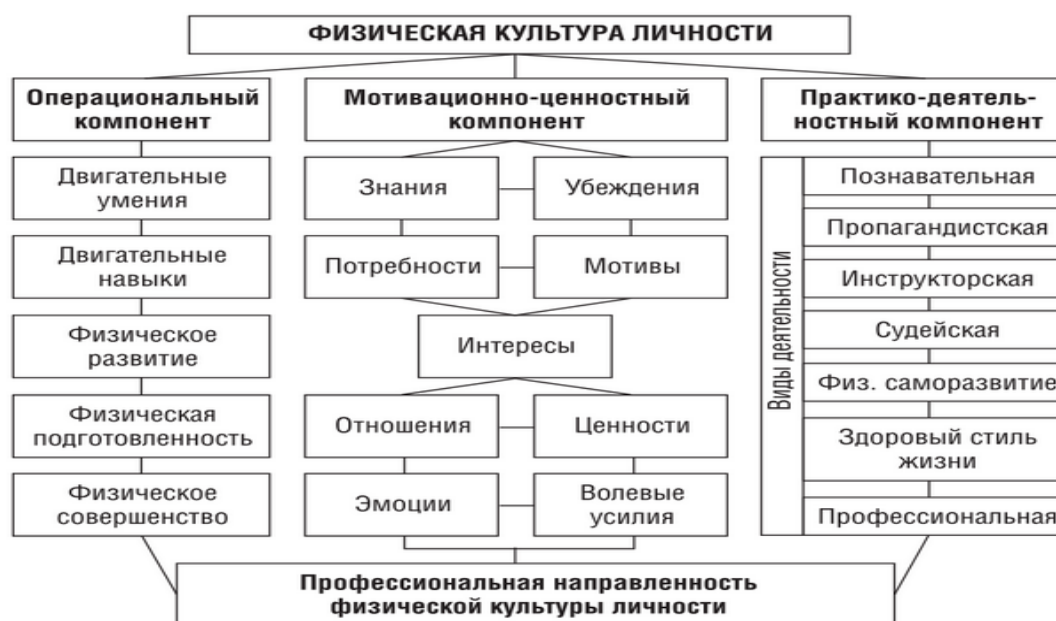 ФИЗИЧЕСКАЯ КУЛЬТУРА ЛИЧНОСТИ
Операциональный
компонент
Двигательные
умения
Двигательные
навыки
Физическое
развитие
Физическая
подготовленность
Физическое
совершенство
Мотивационно-ценностный
компонент
Знания
Убеждения
Потребности
Мотивы
Интересы
Отношения
Ценности
Эмоции
Волевые
усилия
Практико-деятель-
ностный компонент
Виды деятельности
Познавательная
Пропагандистская
Инструкторская
Судейская
Физ. саморазвитие
Здоровый стиль
жизни
Профессиональная
Профессиональная направленность
физической культуры личности